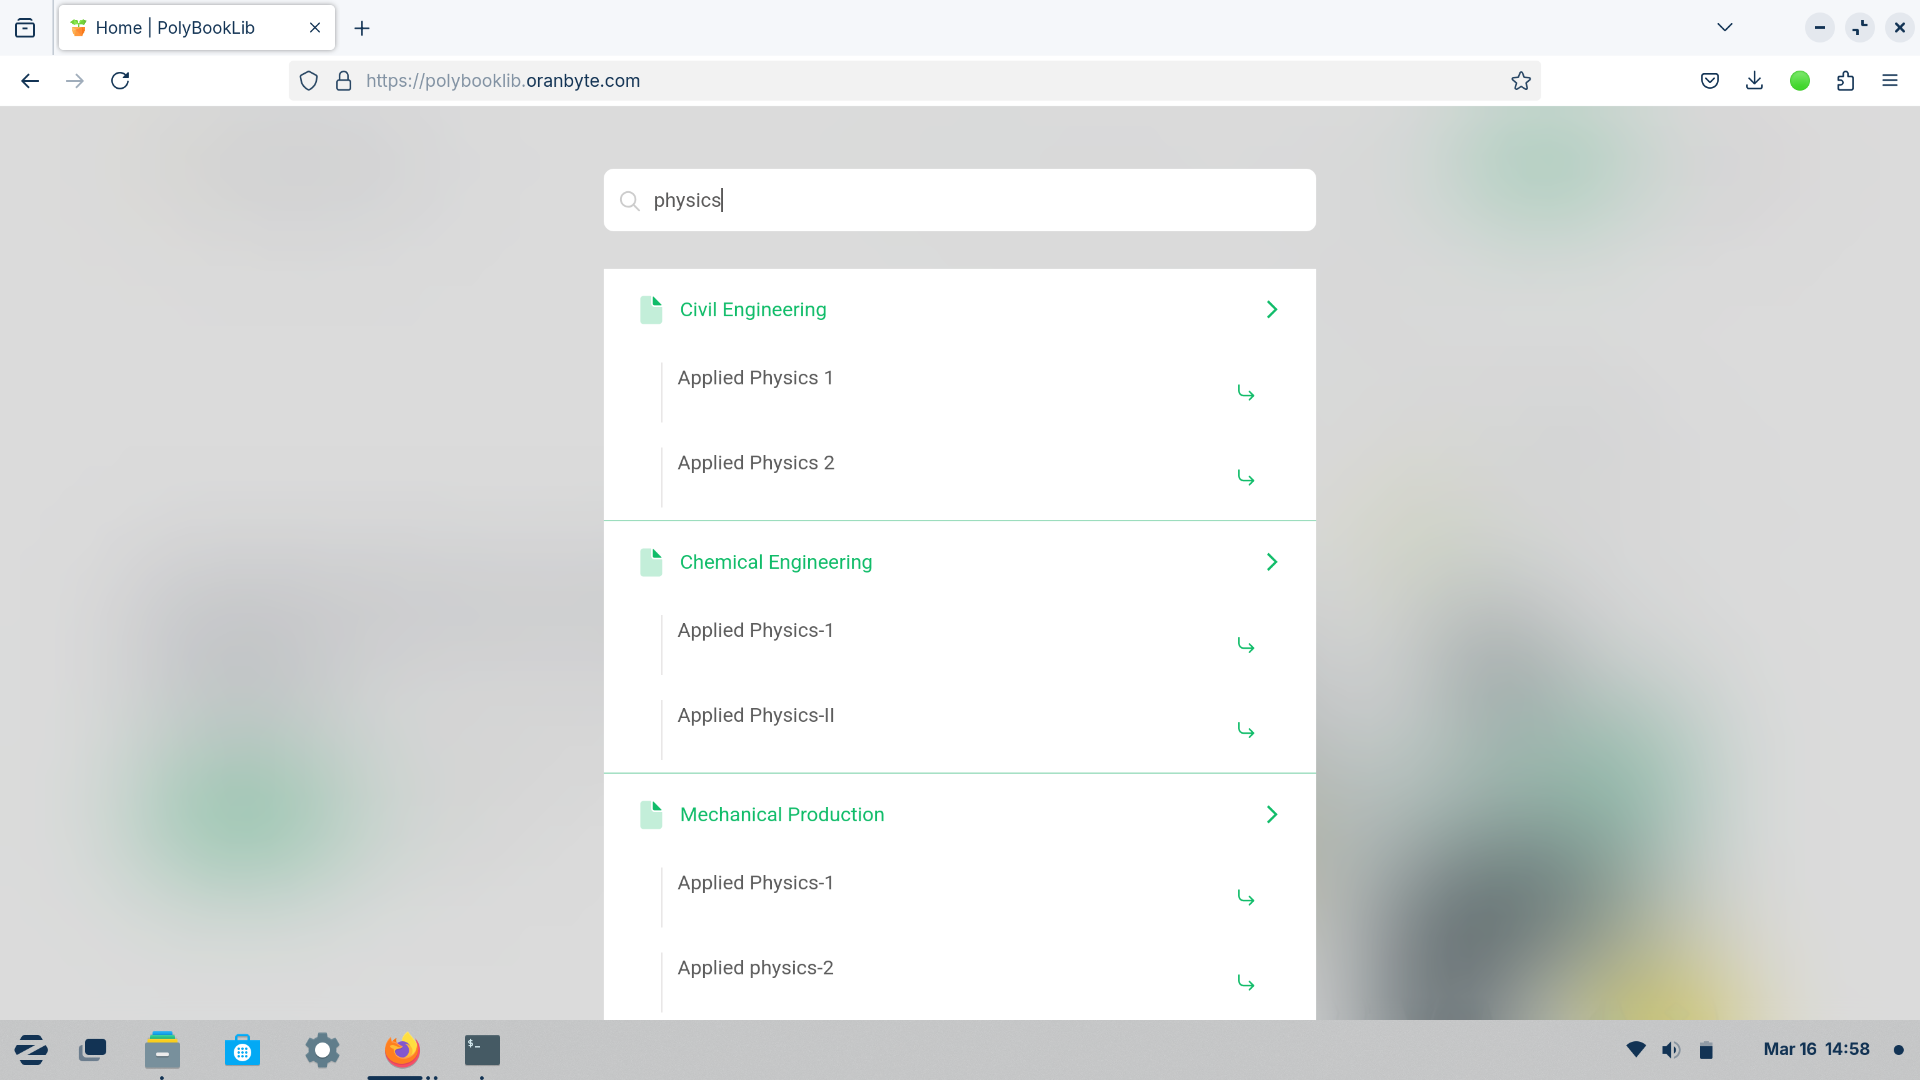 Home | PolyBookLib
https://polybooklib.oranbyte.com
physics
Civil Engineering
Applied Physics 1
Applied Physics 2
Chemical Engineering
Applied Physics-1
Applied Physics-II
Mechanical Production
Applied Physics-1
Applied physics-2
$_
Mar 16 14:58